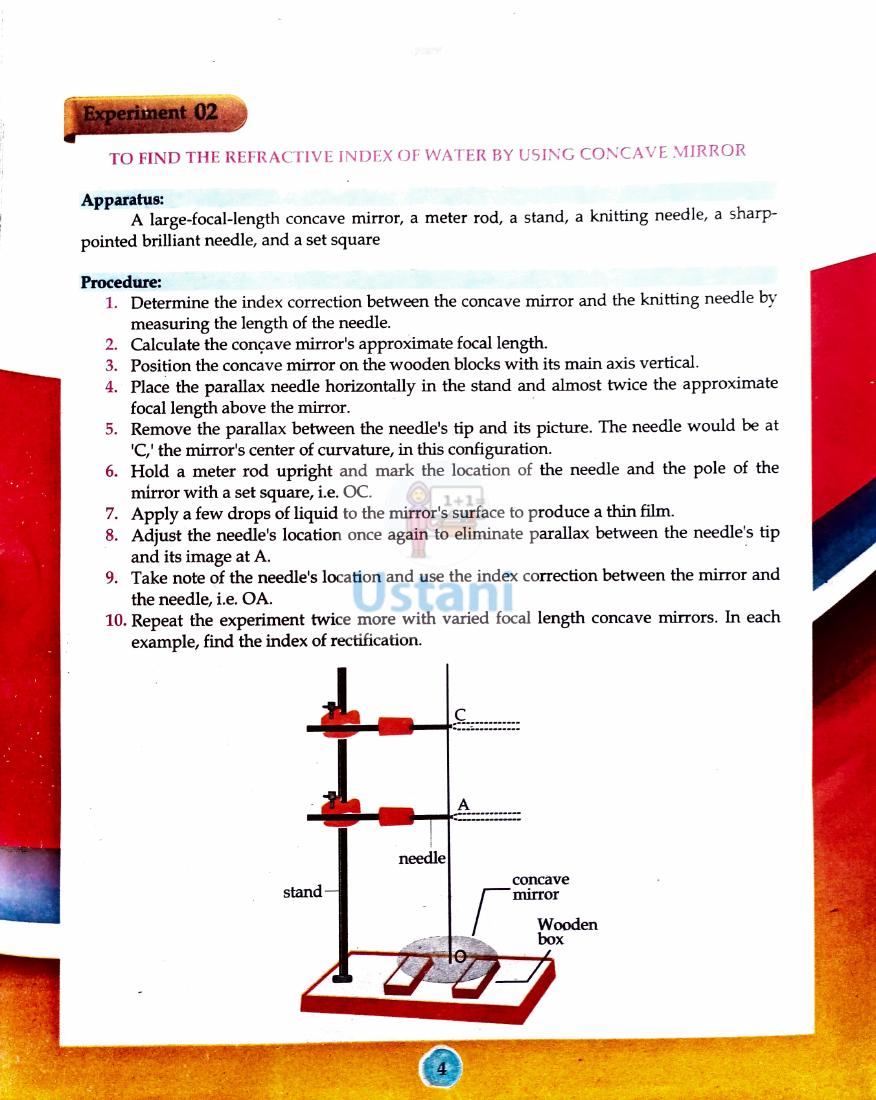 Experiment 02
TO FIND THE REFRACTIVE INDEX OF WATER BY USING CONCAVE MIRROR
Apparatus:
A large-focal-length concave mirror, a meter rod, a stand, a knitting needle, a sharp-
pointed brilliant needle, and a set square
Procedure:
1. Determine the index correction between the concave mirror and the knitting needle by
measuring the length of the needle.
2. Calculate the concave mirror's approximate focal length.
3. Position the concave mirror on the wooden blocks with its main axis vertical.
4. Place the parallax needle horizontally in the stand and almost twice the approximate
focal length above the mirror.
5. Remove the parallax between the needle's tip and its picture. The needle would be at
'C,' the mirror's center of curvature, in this configuration.
6. Hold a meter rod upright and mark the location of the needle and the pole of the
mirror with a set square, i.e. OC.
7. Apply a few drops of liquid to the mirror's surface to produce a thin film.
8. Adjust the needle's location once again to eliminate parallax between the needle's tip
and its image at A.
9. Take note of the needle's location and use the index correction between the mirror and
the needle, i.e. OA.
10. Repeat the experiment twice more with varied focal length concave mirrors. In each
example, find the index of rectification.
1+1=
Ustani
C
A
needle
stand
concave
mirror
Wooden
box
O
4